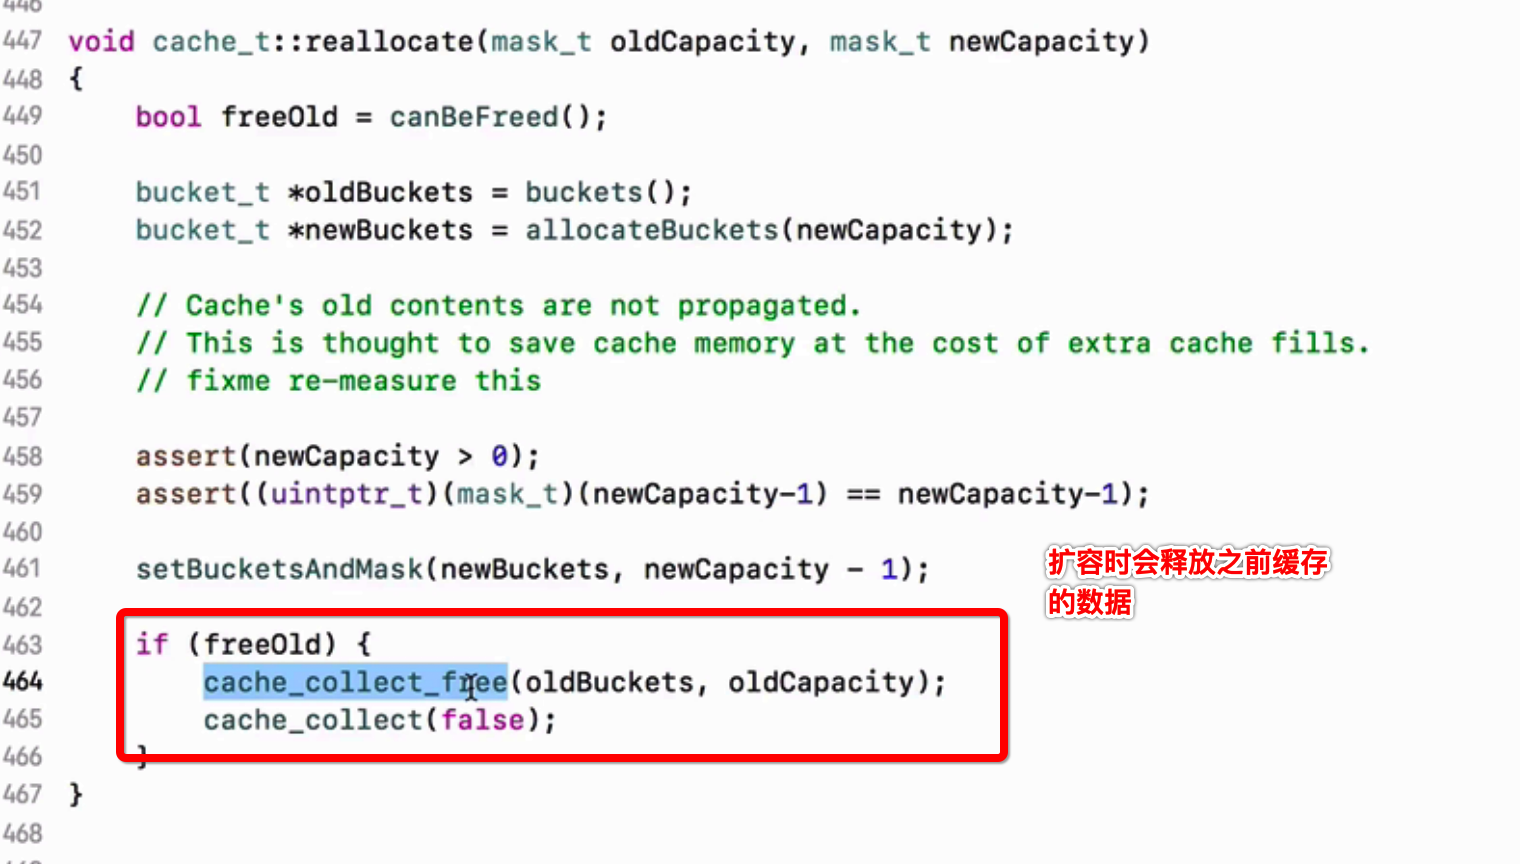 446
447 void cache_t::reallocate(mask_t oldCapacity, mask_t newCapacity)
448 {
449     bool freeOld = canBeFreed();
450
451     bucket_t *oldBuckets = buckets();
452     bucket_t *newBuckets = allocateBuckets(newCapacity);
453
454     // Cache's old contents are not propagated.
455     // This is thought to save cache memory at the cost of extra cache fills.
456     // fixme re-measure this
457
458     assert(newCapacity > 0);
459     assert((uintptr_t)(mask_t)(newCapacity-1) == newCapacity-1);
460
461     setBucketsAndMask(newBuckets, newCapacity - 1);
扩容时会释放之前缓存
的数据
462
463     if (freeOld) {
464         cache_collect_free(oldBuckets, oldCapacity);
465         cache_collect(false);
466     }
467 }
468